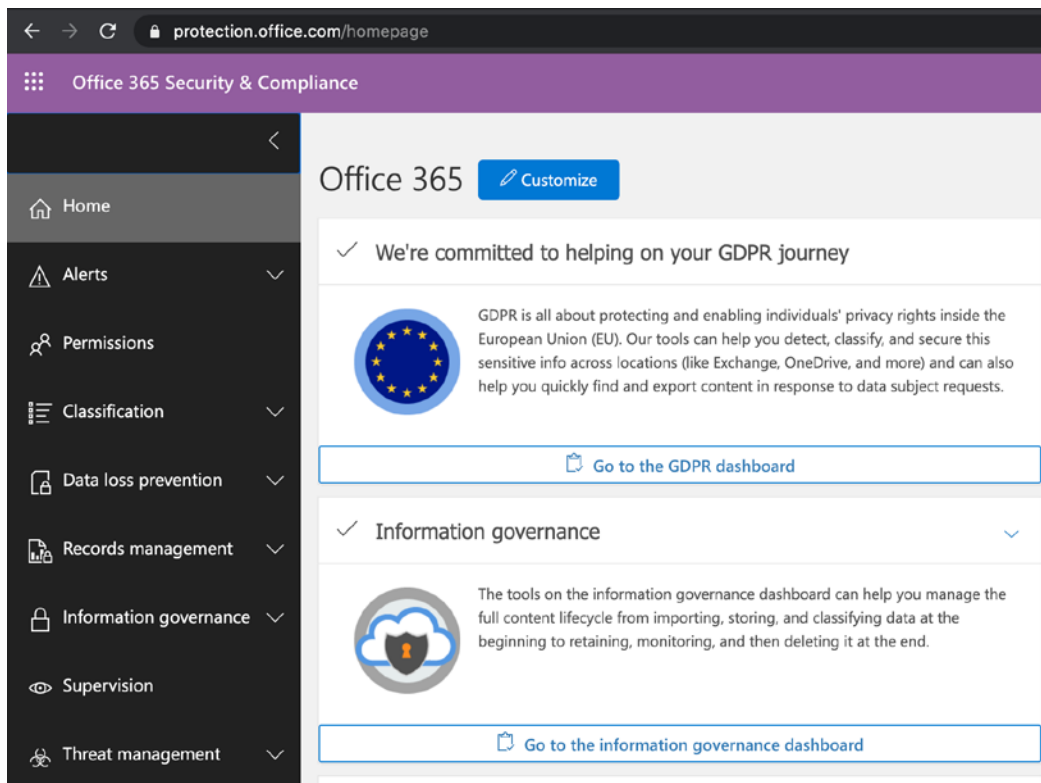 protection.office.com/homepage
Office 365 Security & Compliance
Home
Alerts
Permissions
Classification
Data loss prevention
Records management
Information governance
Supervision
Threat management
Office 365
Customize
We're committed to helping on your GDPR journey
GDPR is all about protecting and enabling individuals' privacy rights inside the
European Union (EU). Our tools can help you detect, classify, and secure this
sensitive info across locations (like Exchange, OneDrive, and more) and can also
help you quickly find and export content in response to data subject requests.
Go to the GDPR dashboard
Information governance
The tools on the information governance dashboard can help you manage the
full content lifecycle from importing, storing, and classifying data at the
beginning to retaining, monitoring, and then deleting it at the end.
Go to the information governance dashboard